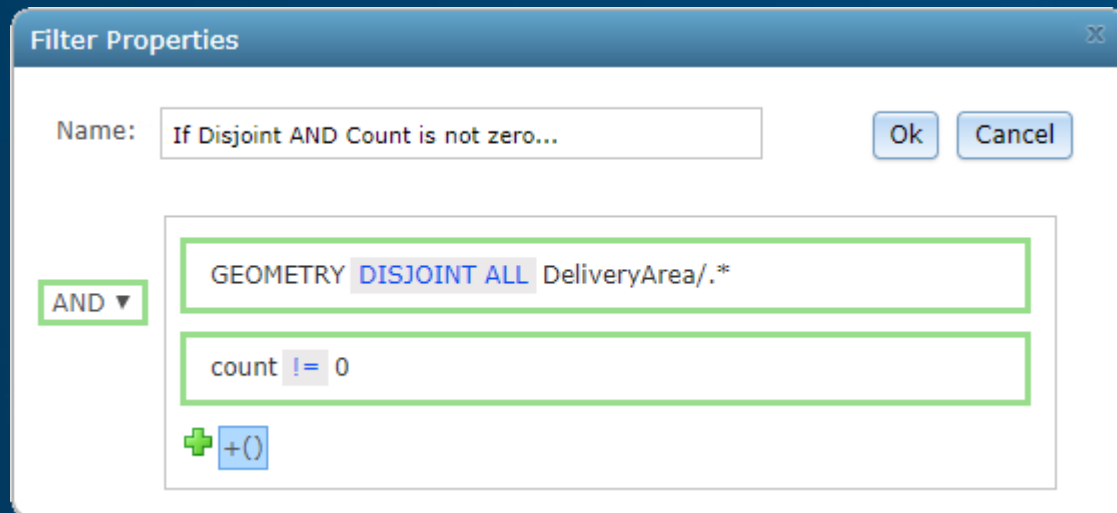 Filter Properties
x
Name: If Disjoint AND Count is not zero... Ok Cancel
GEOMETRY DISJOINT ALL DeliveryArea/.*
AND ▼
count != 0
+()